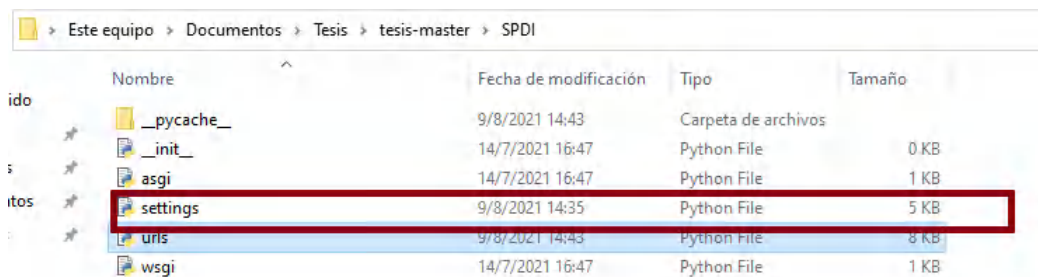 Este equipo > Documentos > Tesis > tesis-master > SPDI
Nombre Fecha de modificación Tipo Tamaño
ido
__pycache__ 9/8/2021 14:43 Carpeta de archivos
__init__ 14/7/2021 16:47 Python File 0 KB
s asgi 14/7/2021 16:47 Python File 1 KB
itos settings 9/8/2021 14:35 Python File 5 KB
urls 9/8/2021 14:43 Python File 8 KB
wsgi 14/7/2021 16:47 Python File 1 KB